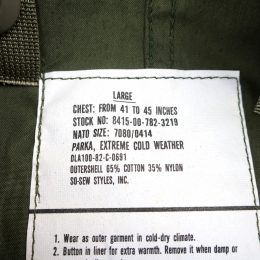 LARGE
CHEST: FROM 41 TO 45 INCHES
STOCK NO: 8415-00-782-3219
NATO SIZE: 7080/0414
PARKA, EXTREME COLD WEATHER
DLA100-82-C-0691
OUTERSHELL 65% COTTON 35% NYLON
SO-SEW STYLES, INC.
1. Wear as outer garment in cold-dry climate.
2. Button in liner for extra warmth. Remove it when damp or